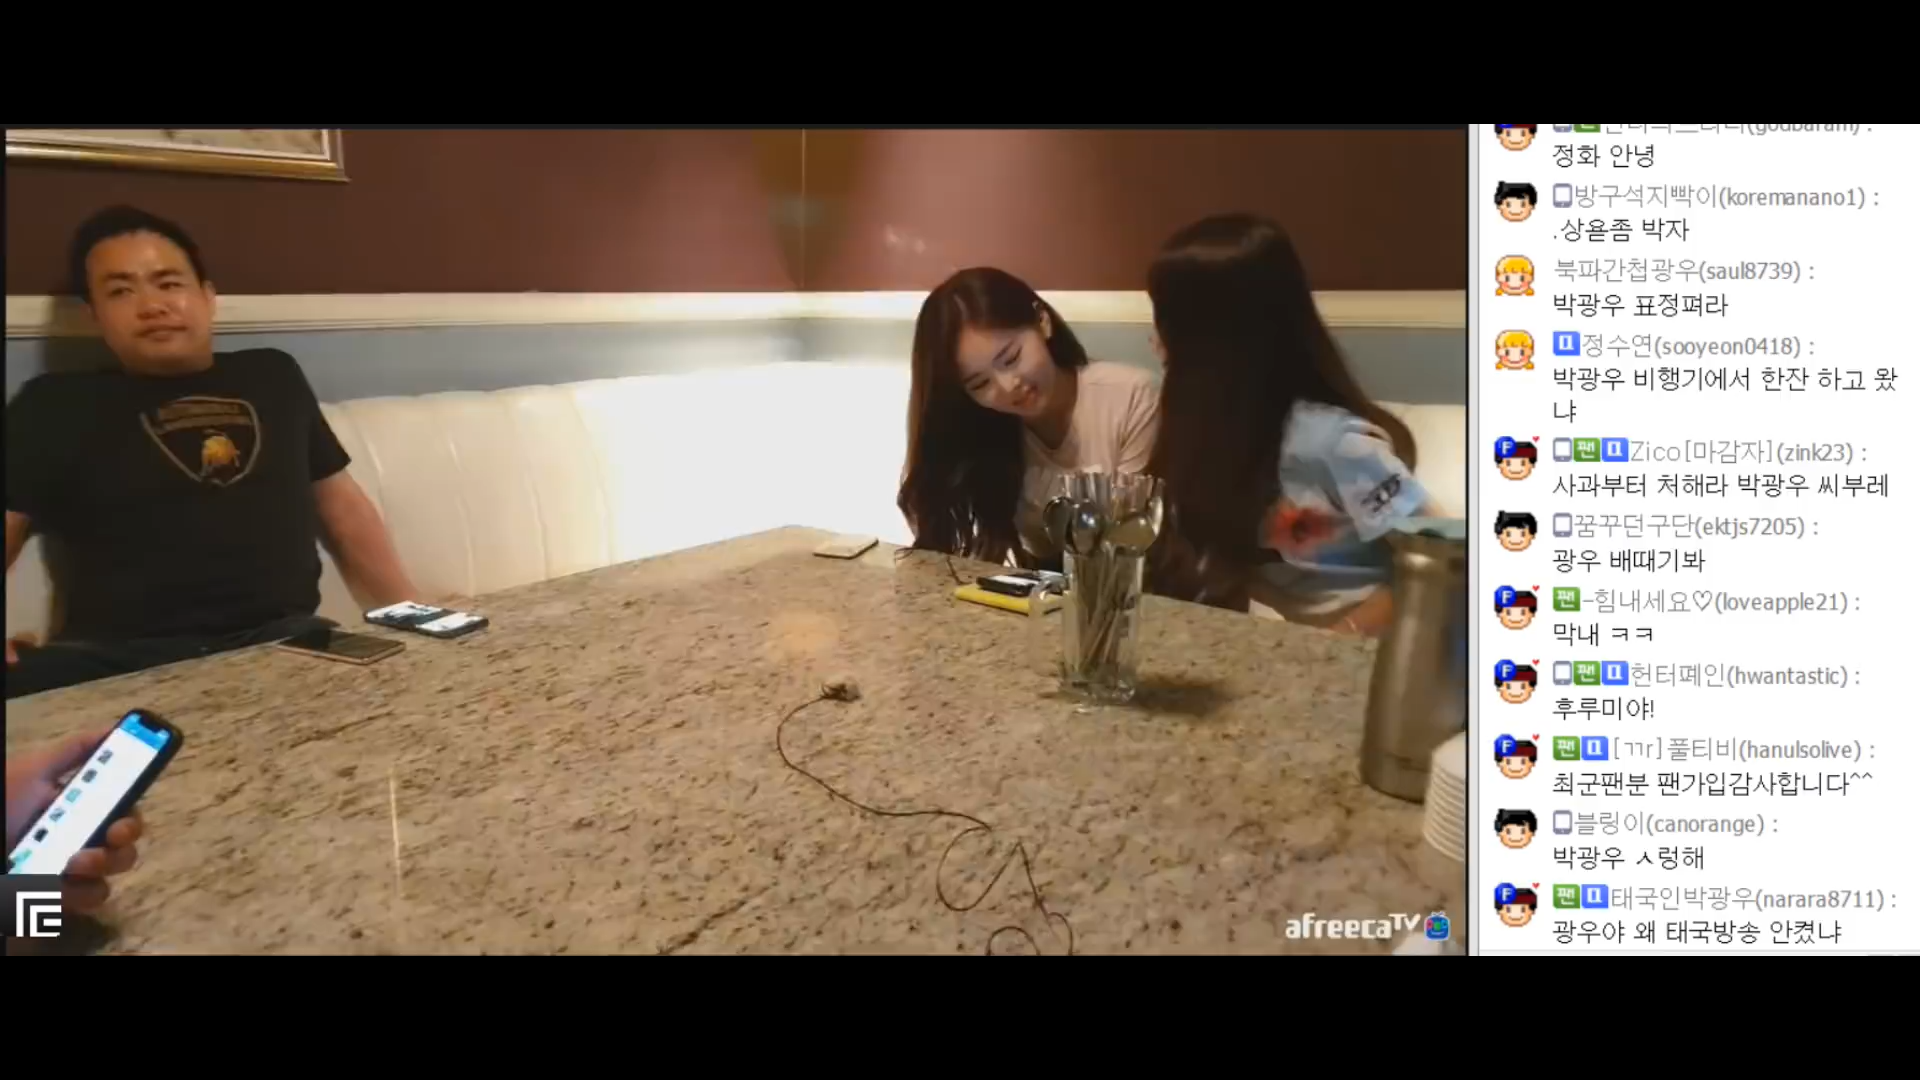 정화 안녕
방구석지빡이(koremanano1) :
.상욛좀 박자
북파간첩광우(saul8739) :
박광우 표정펴라
정수연(sooyeon0418) :
박광우 비행기에서 한잔 하고 왔
냐
팬 Zico[마감자](zink23) :
사과부터 처해라 박광우 씨부레
꿈꾸던구단(ektjs7205) :
광우 배때기봐
팬 -힘내세요♡(loveapple21) :
막내 ㅋㅋ
팬 헌터폐인(hwantastic) :
후루미야!
팬 [ㄲr]풀티비(hanulsolive) :
최군팬분 팬가입감사합니다^^
블링이(canorange) :
박광우 ㅅ렁해
팬 태국인박광우(narara8711) :
광우야 왜 태국방송 안켰냐
afreecaTV